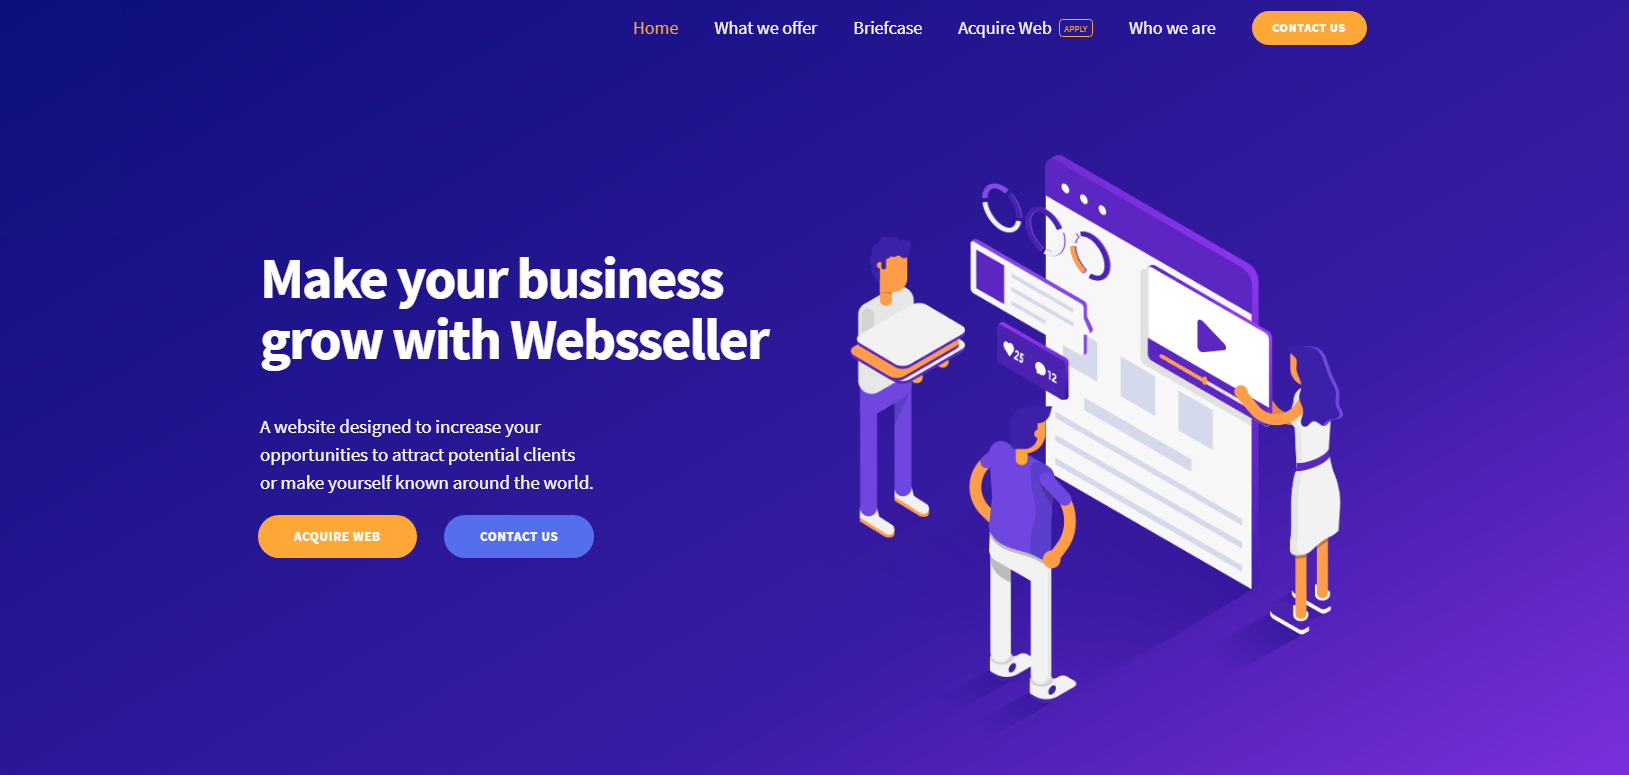 Home What we offer Briefcase Acquire Web APPLY Who we are CONTACT US
Make your business
grow with Websseller
A website designed to increase your
opportunities to attract potential clients
or make yourself known around the world.
ACQUIRE WEB CONTACT US
25
12